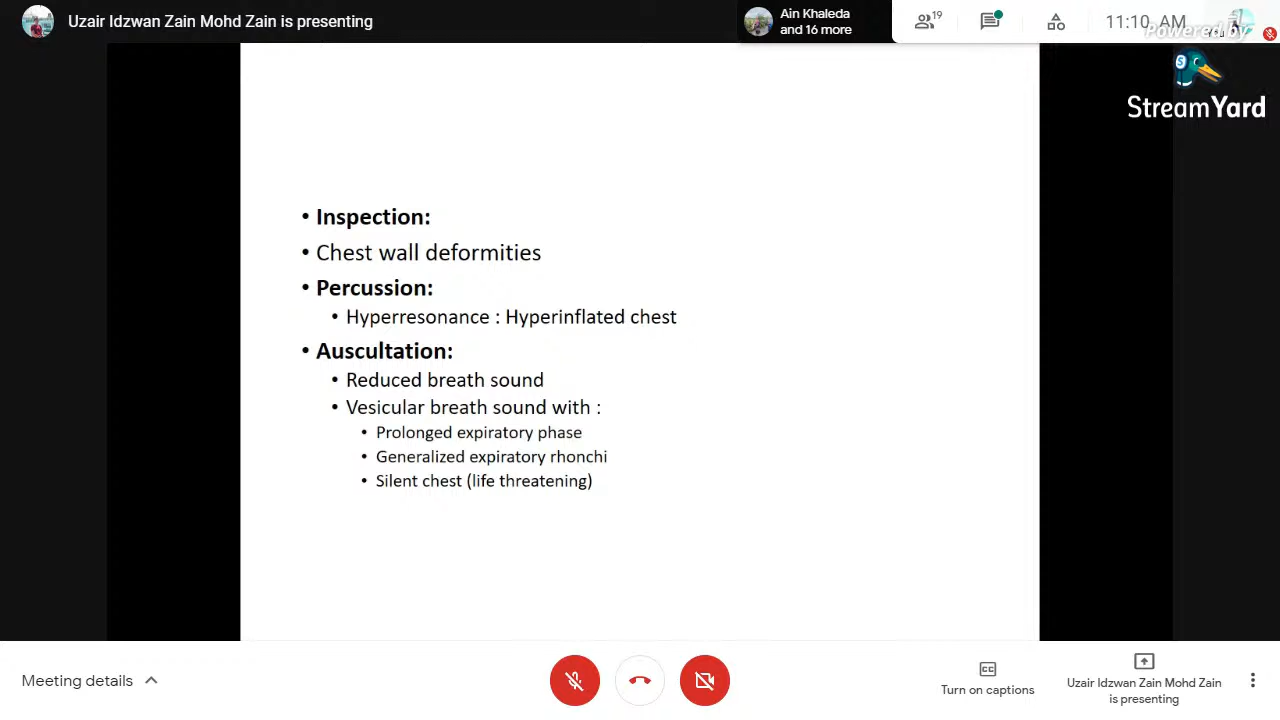 Uzair Idzwan Zain Mohd Zain is presenting
Ain Khaleda
and 16 more
19
11:10 AM
You
Powered by
StreamYard
• Inspection:
• Chest wall deformities
• Percussion:
• Hyperresonance : Hyperinflated chest
• Auscultation:
• Reduced breath sound
• Vesicular breath sound with :
• Prolonged expiratory phase
• Generalized expiratory rhonchi
• Silent chest (life threatening)
Meeting details
Turn on captions
Uzair Idzwan Zain Mohd Zain
is presenting